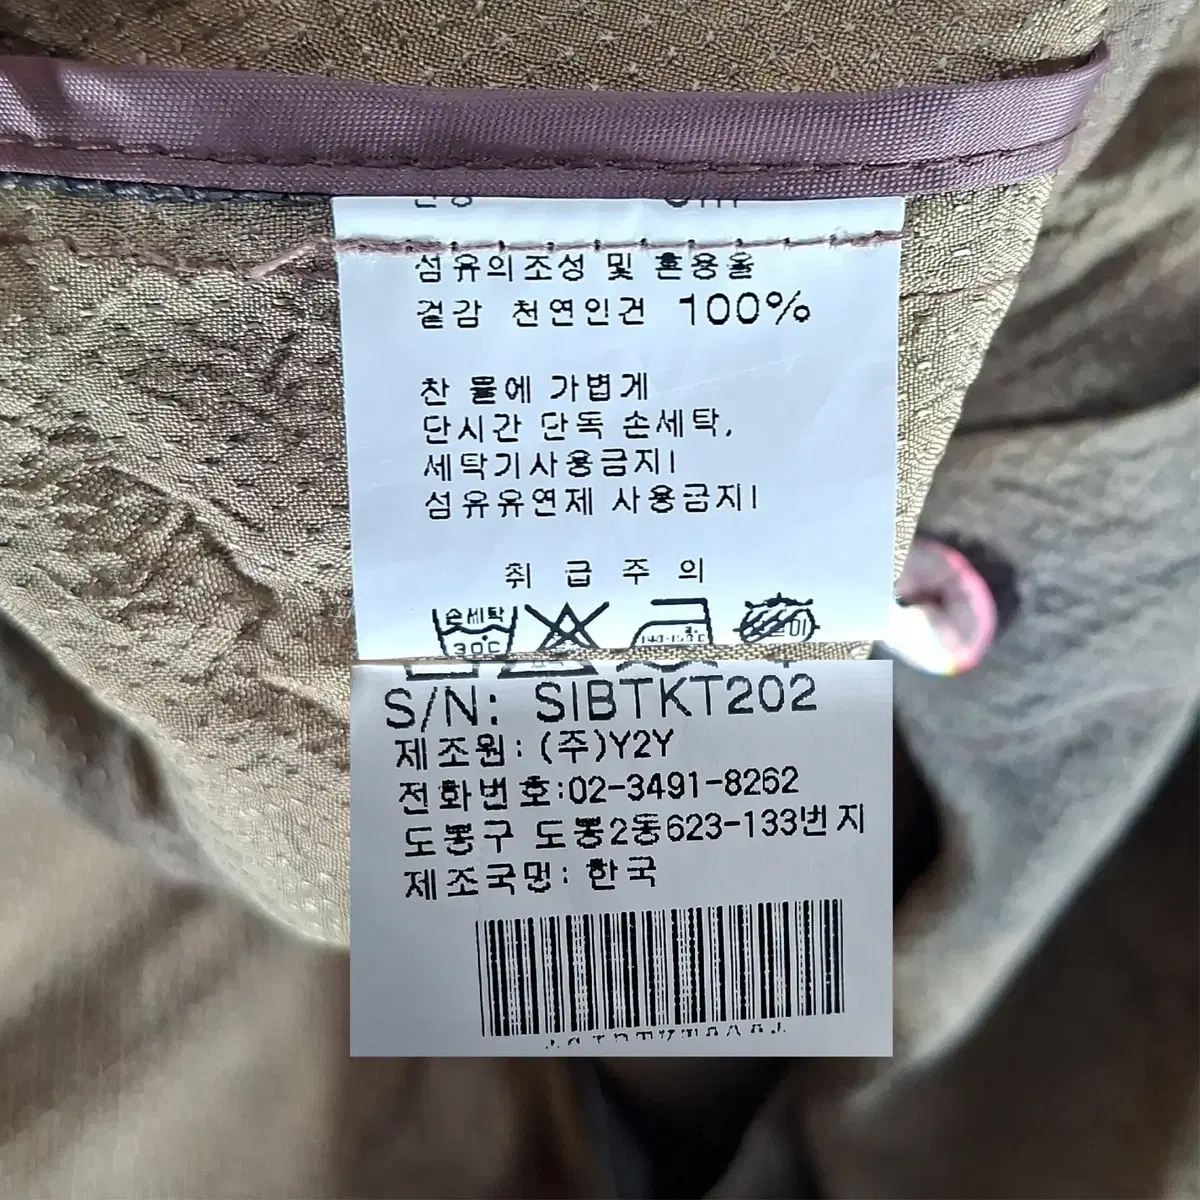 섬유의조성 및 혼용율
겉감 천연인견 100%
찬 물에 가볍게
단시간 단독 손세탁,
세탁기사용금지!
섬유유연제 사용금지!
취 급 주 의
손세탁
30℃
S/N: SIBTKT202
제조원: (주)Y2Y
전화번호:02-3491-8262
도봉구 도봉2동623-133번지
제조국명: 한국